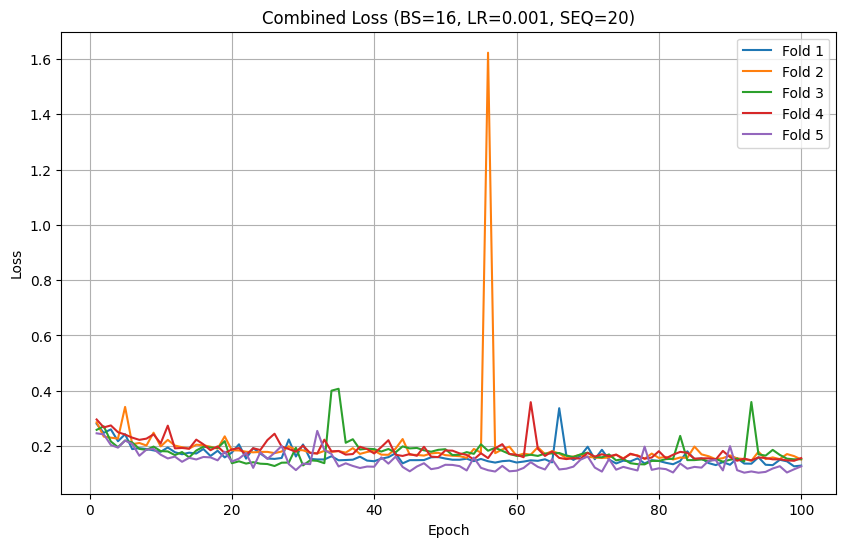 Combined Loss (BS=16, LR=0.001, SEQ=20)
Fold 1
Fold 2
Fold 3
Fold 4
Fold 5
Loss
1.6
1.4
1.2
1.0
0.8
0.6
0.4
0.2
0
20
40
60
80
100
Epoch